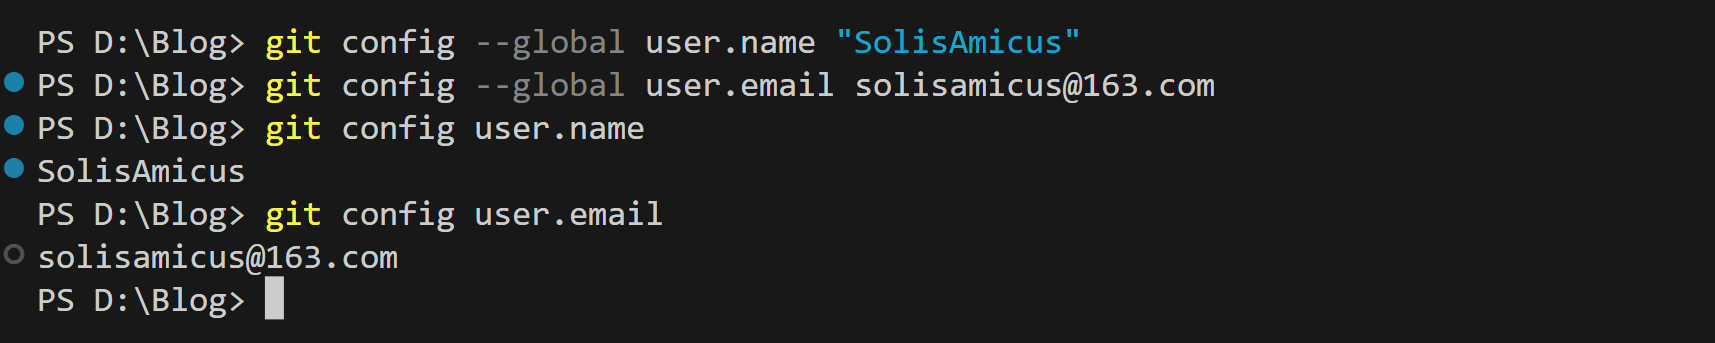 PS D:\Blog> git config --global user.name "SolisAmicus"
PS D:\Blog> git config --global user.email solisamicus@163.com
PS D:\Blog> git config user.name
SolisAmicus
PS D:\Blog> git config user.email
solisamicus@163.com
PS D:\Blog>